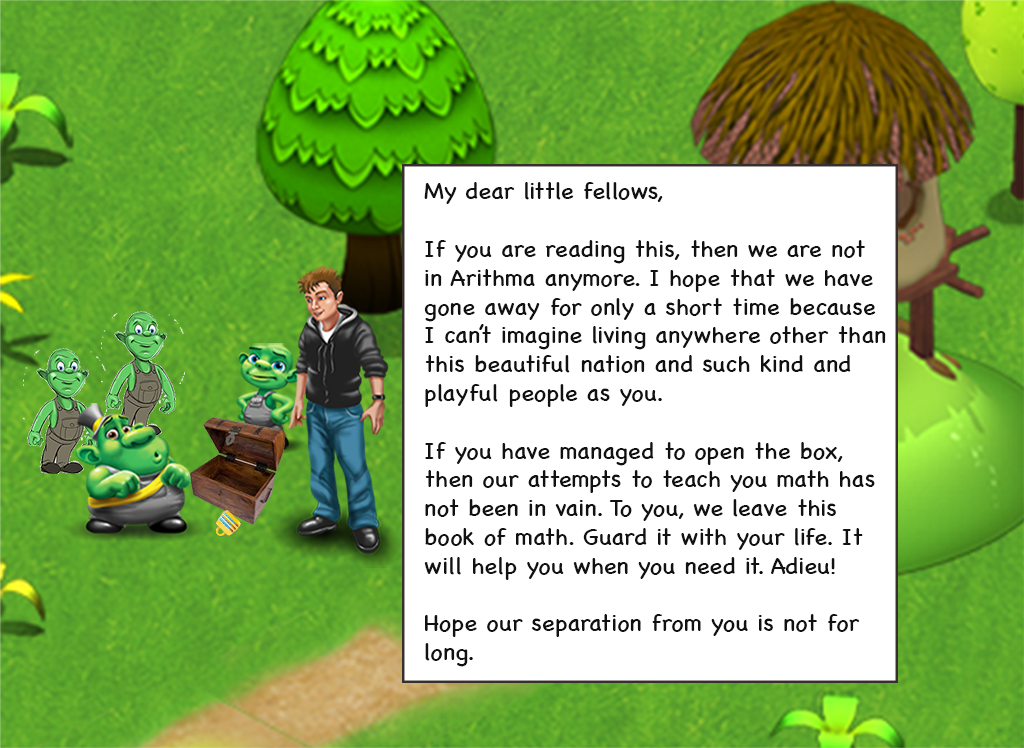 My dear little fellows,
If you are reading this, then we are not
in Arithma anymore. I hope that we have
gone away for only a short time because
I can't imagine living anywhere other than
this beautiful nation and such kind and
playful people as you.
If you have managed to open the box,
then our attempts to teach you math has
not been in vain. To you, we leave this
book of math. Guard it with your life. It
will help you when you need it. Adieu!
Hope our separation from you is not for
long.